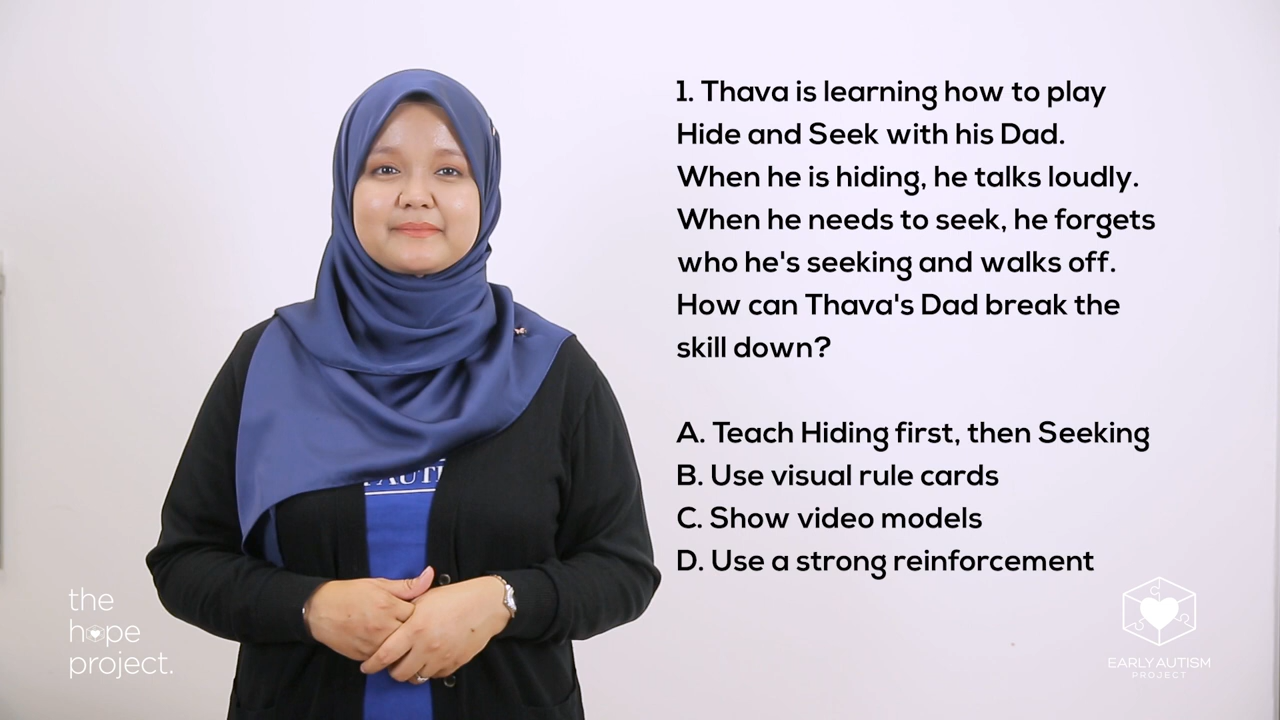 1. Thava is learning how to play
Hide and Seek with his Dad.
When he is hiding, he talks loudly.
When he needs to seek, he forgets
who he's seeking and walks off.
How can Thava's Dad break the
skill down?
A. Teach Hiding first, then Seeking
B. Use visual rule cards
C. Show video models
D. Use a strong reinforcement
the
hope
project.
EARLY AUTISM
PROJECT